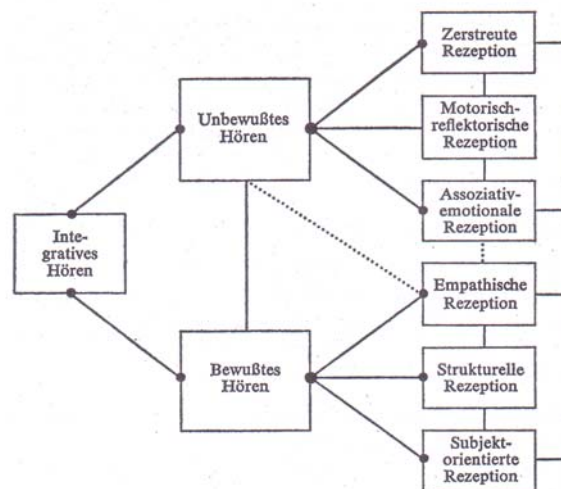 Zerstreute
Rezeption
Unbewußtes
Hören
Motorisch-
reflektorische
Rezeption
Assoziativ-
emotionale
Rezeption
Inte-
gratives
Hören
Empathische
Rezeption
Bewußtes
Hören
Strukturelle
Rezeption
Subjekt-
orientierte
Rezeption